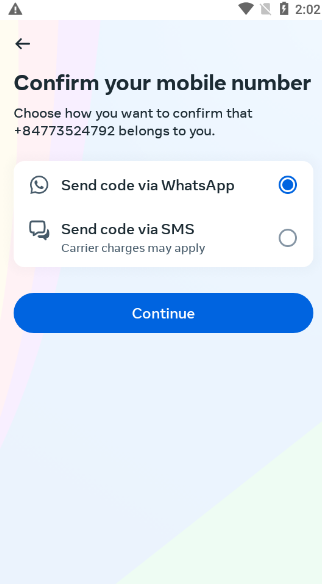 2:02
Confirm your mobile number
Choose how you want to confirm that
+84773524792 belongs to you.
Send code via WhatsApp
Send code via SMS
Carrier charges may apply
Continue